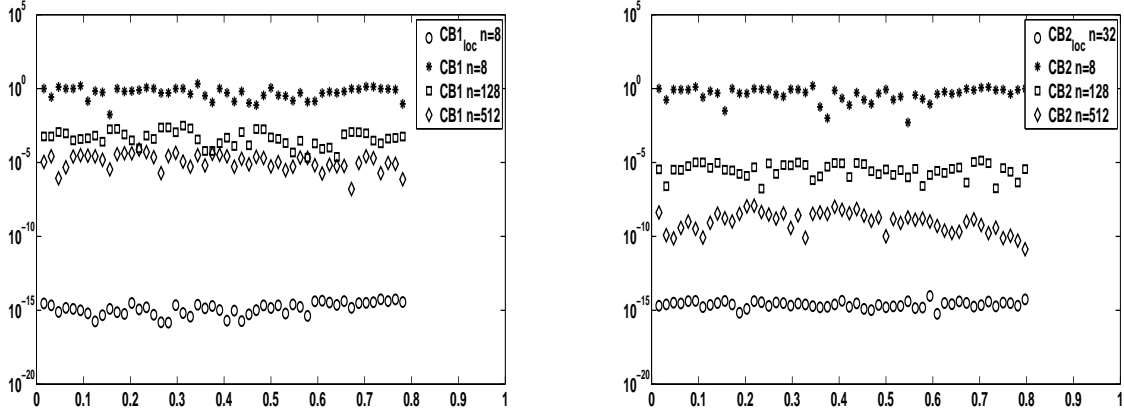 10^5
10^0
10^-5
10^-10
10^-15
10^-20
0 0.1 0.2 0.3 0.4 0.5 0.6 0.7 0.8 0.9 1
CB1_loc n=8
CB1 n=8
CB1 n=128
CB1 n=512
10^5
10^0
10^-5
10^-10
10^-15
10^-20
0 0.1 0.2 0.3 0.4 0.5 0.6 0.7 0.8 0.9 1
CB2_loc n=32
CB2 n=8
CB2 n=128
CB2 n=512